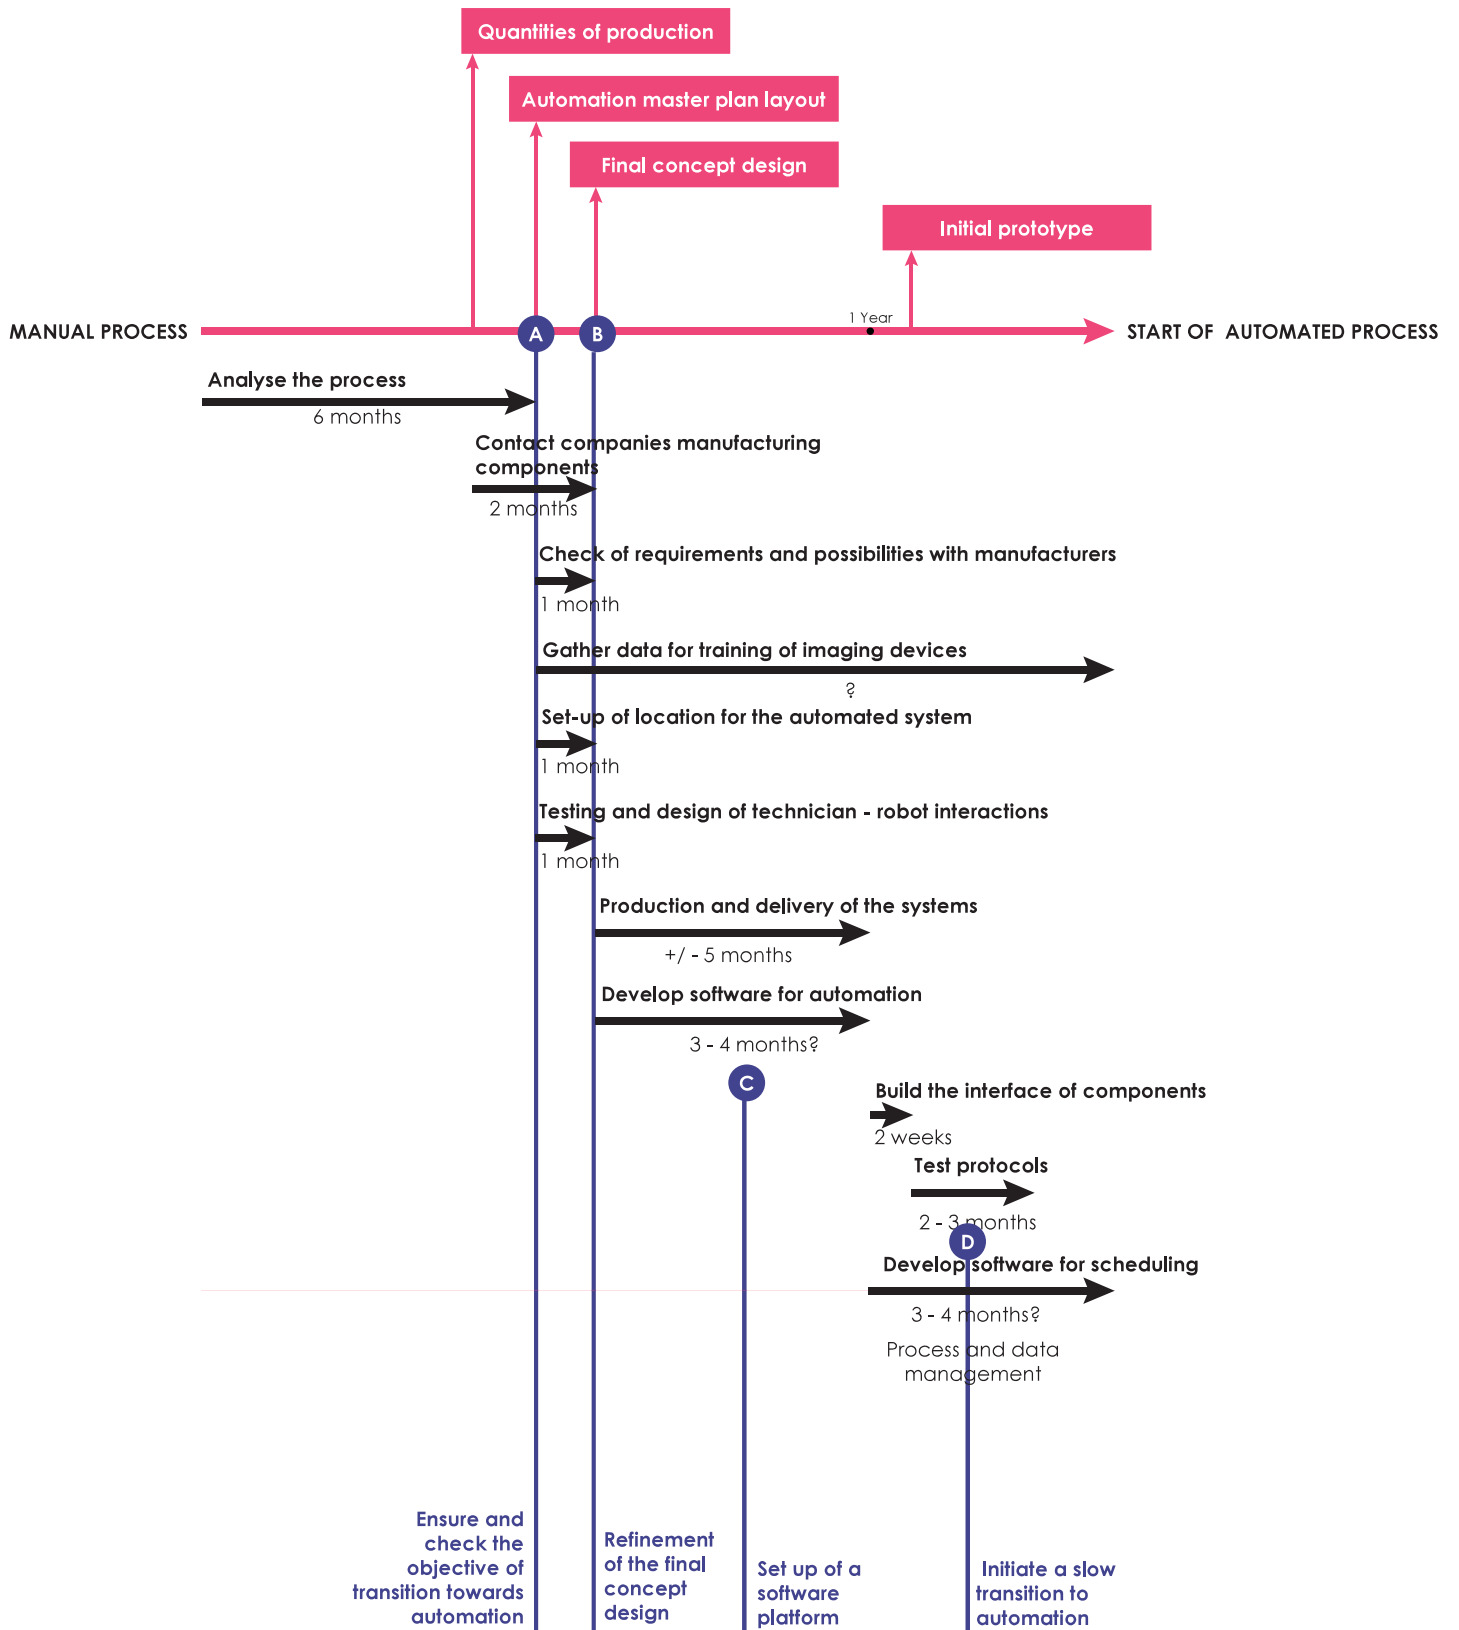 Quantities of production
Automation master plan layout
Final concept design
Initial prototype
1 Year
MANUAL PROCESS
A
B
START OF  AUTOMATED PROCESS
Analyse the process
6 months
Contact companies manufacturing
components
2 months
Check of requirements and possibilities with manufacturers
1 month
Gather data for training of imaging devices
?
Set-up of location for the automated system
1 month
Testing and design of technician - robot interactions
1 month
Production and delivery of the systems
+/ - 5 months
Develop software for automation
3 - 4 months?
C
Build the interface of components
2 weeks
Test protocols
2 - 3 months
D
Develop software for scheduling
3 - 4 months?
Process and data
management
Ensure and
check the
objective of
transition towards
automation
Refinement
of the final
concept
design
Set up of a
software
platform
Initiate a slow
transition to
automation